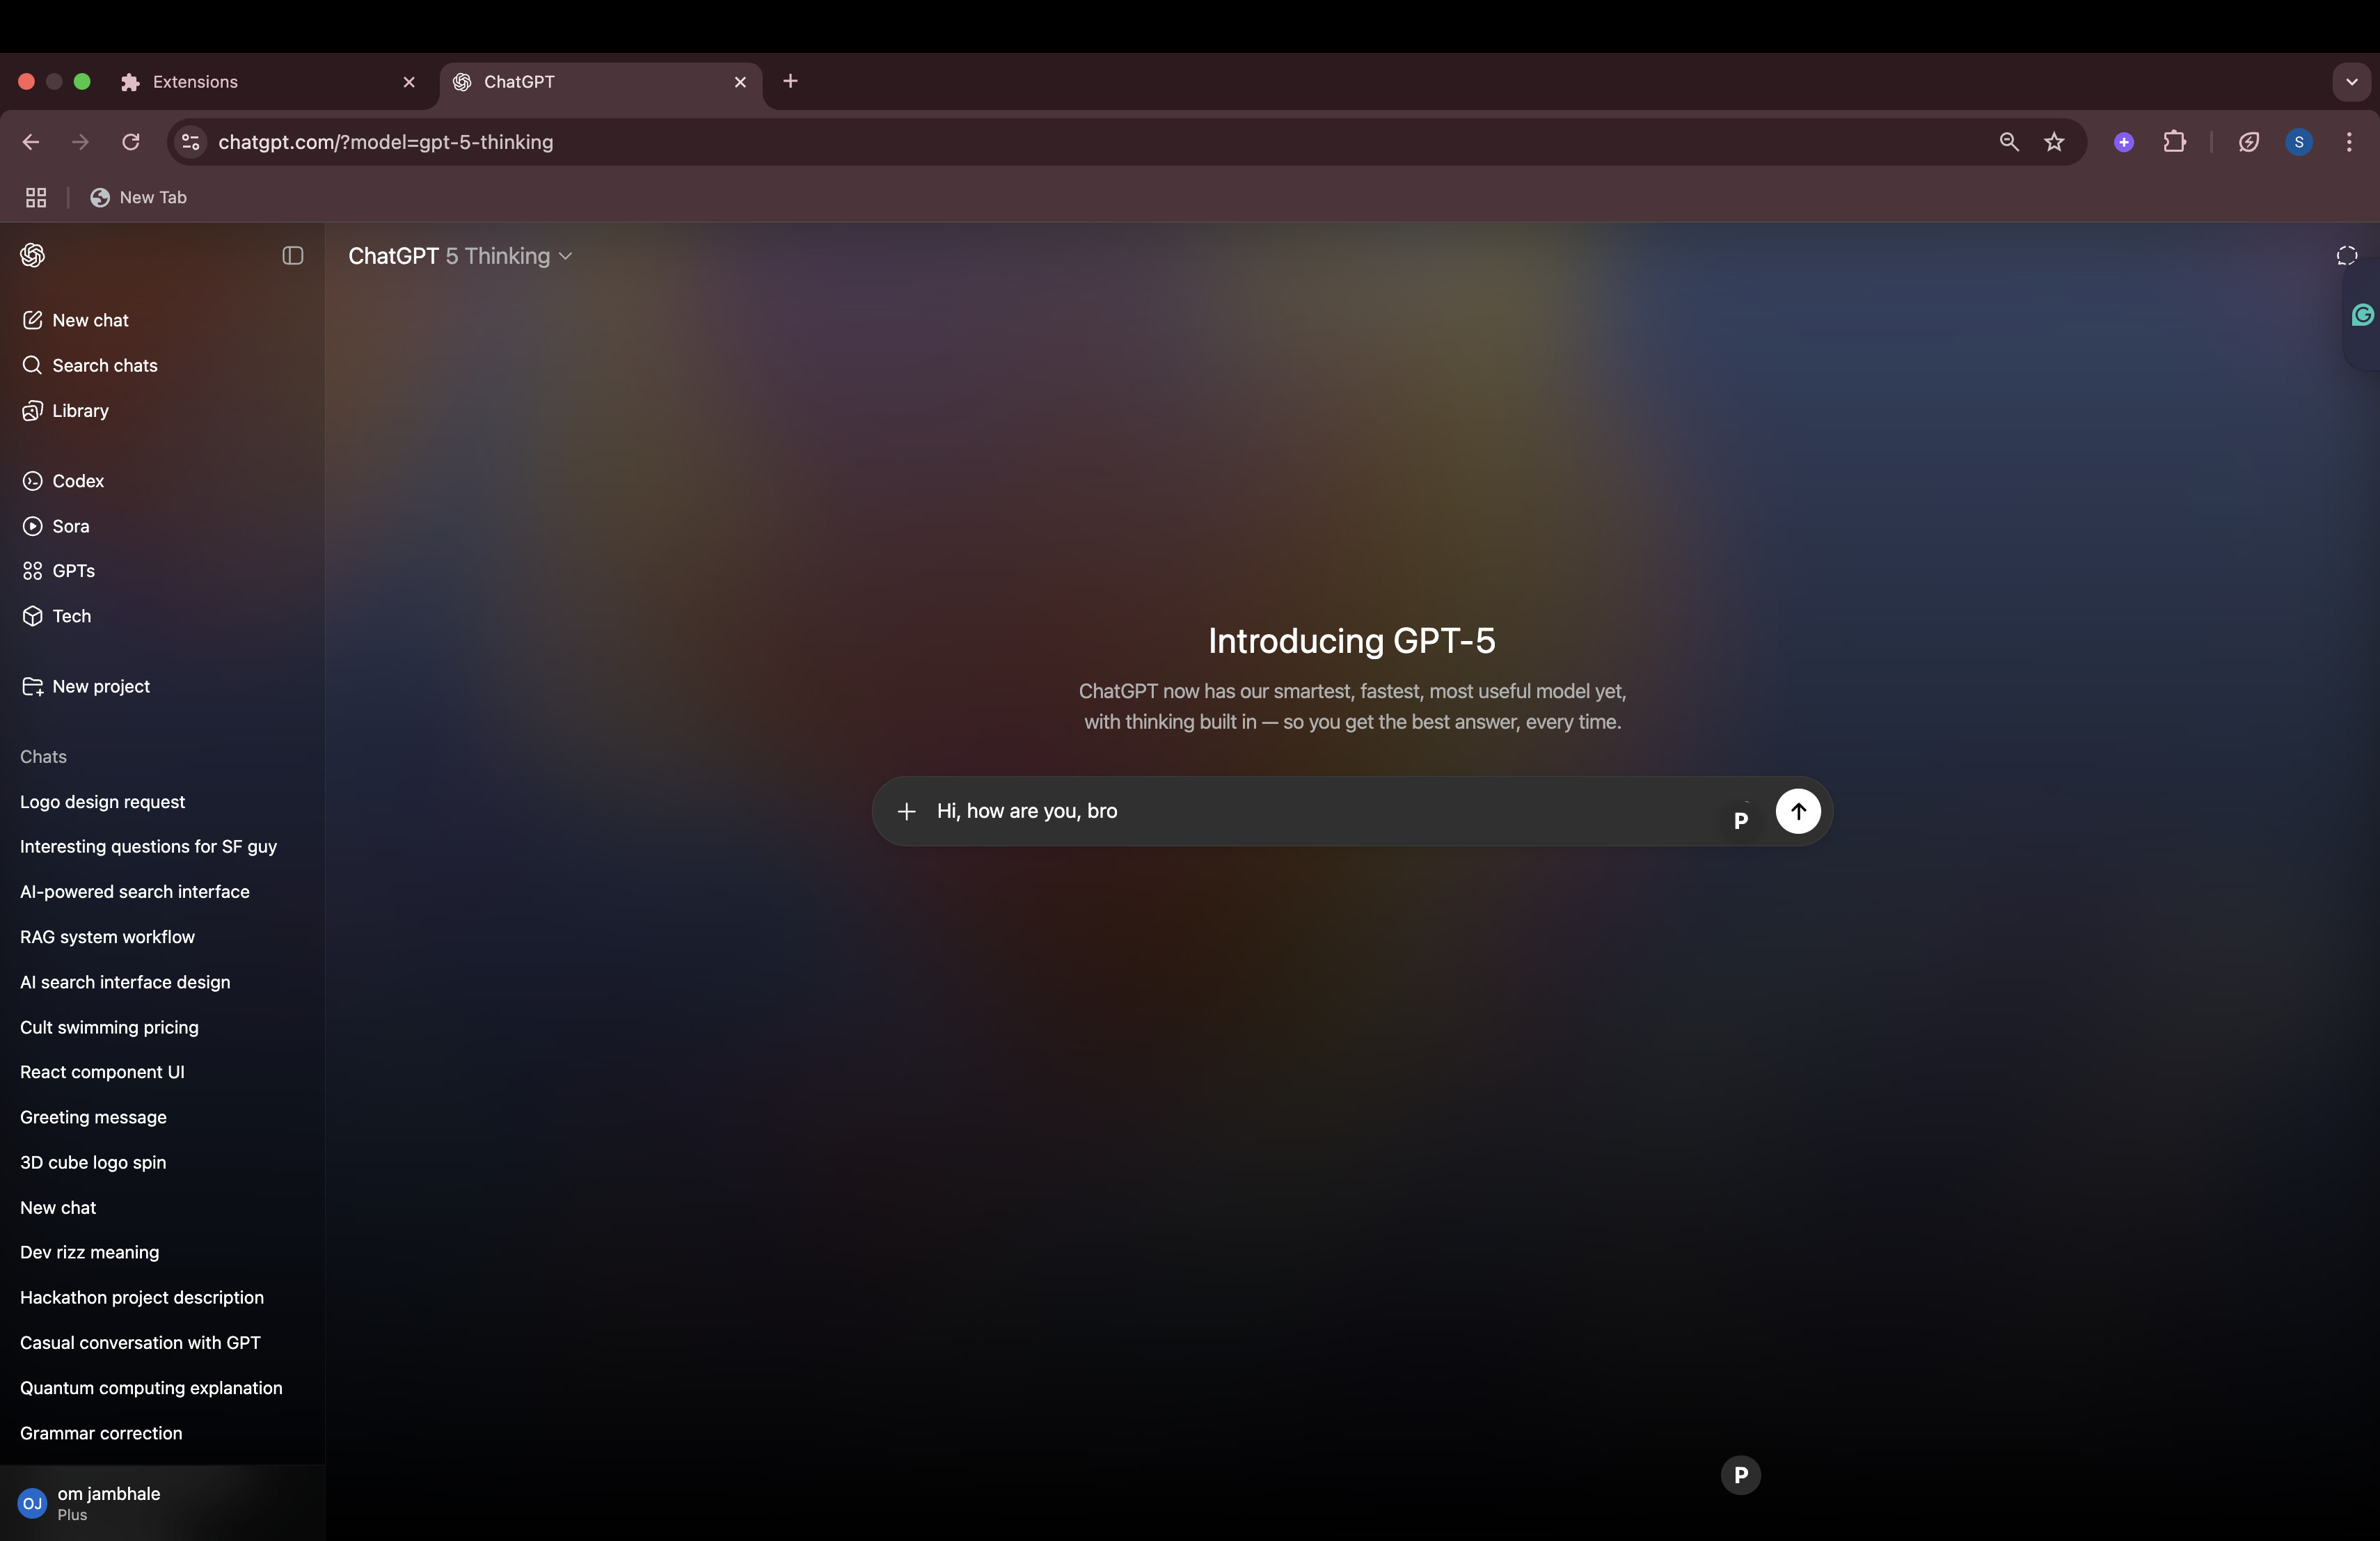 Extensions
ChatGPT
chatgpt.com/?model=gpt-5-thinking
S
New Tab
ChatGPT 5 Thinking
New chat
Search chats
Library
Codex
Sora
GPTs
Tech
New project
Chats
Logo design request
Interesting questions for SF guy
AI-powered search interface
RAG system workflow
AI search interface design
Cult swimming pricing
React component UI
Greeting message
3D cube logo spin
New chat
Dev rizz meaning
Hackathon project description
Casual conversation with GPT
Quantum computing explanation
Grammar correction
OJ
om jambhale
Plus
Introducing GPT-5
ChatGPT now has our smartest, fastest, most useful model yet,
with thinking built in — so you get the best answer, every time.
Hi, how are you, bro
P
P